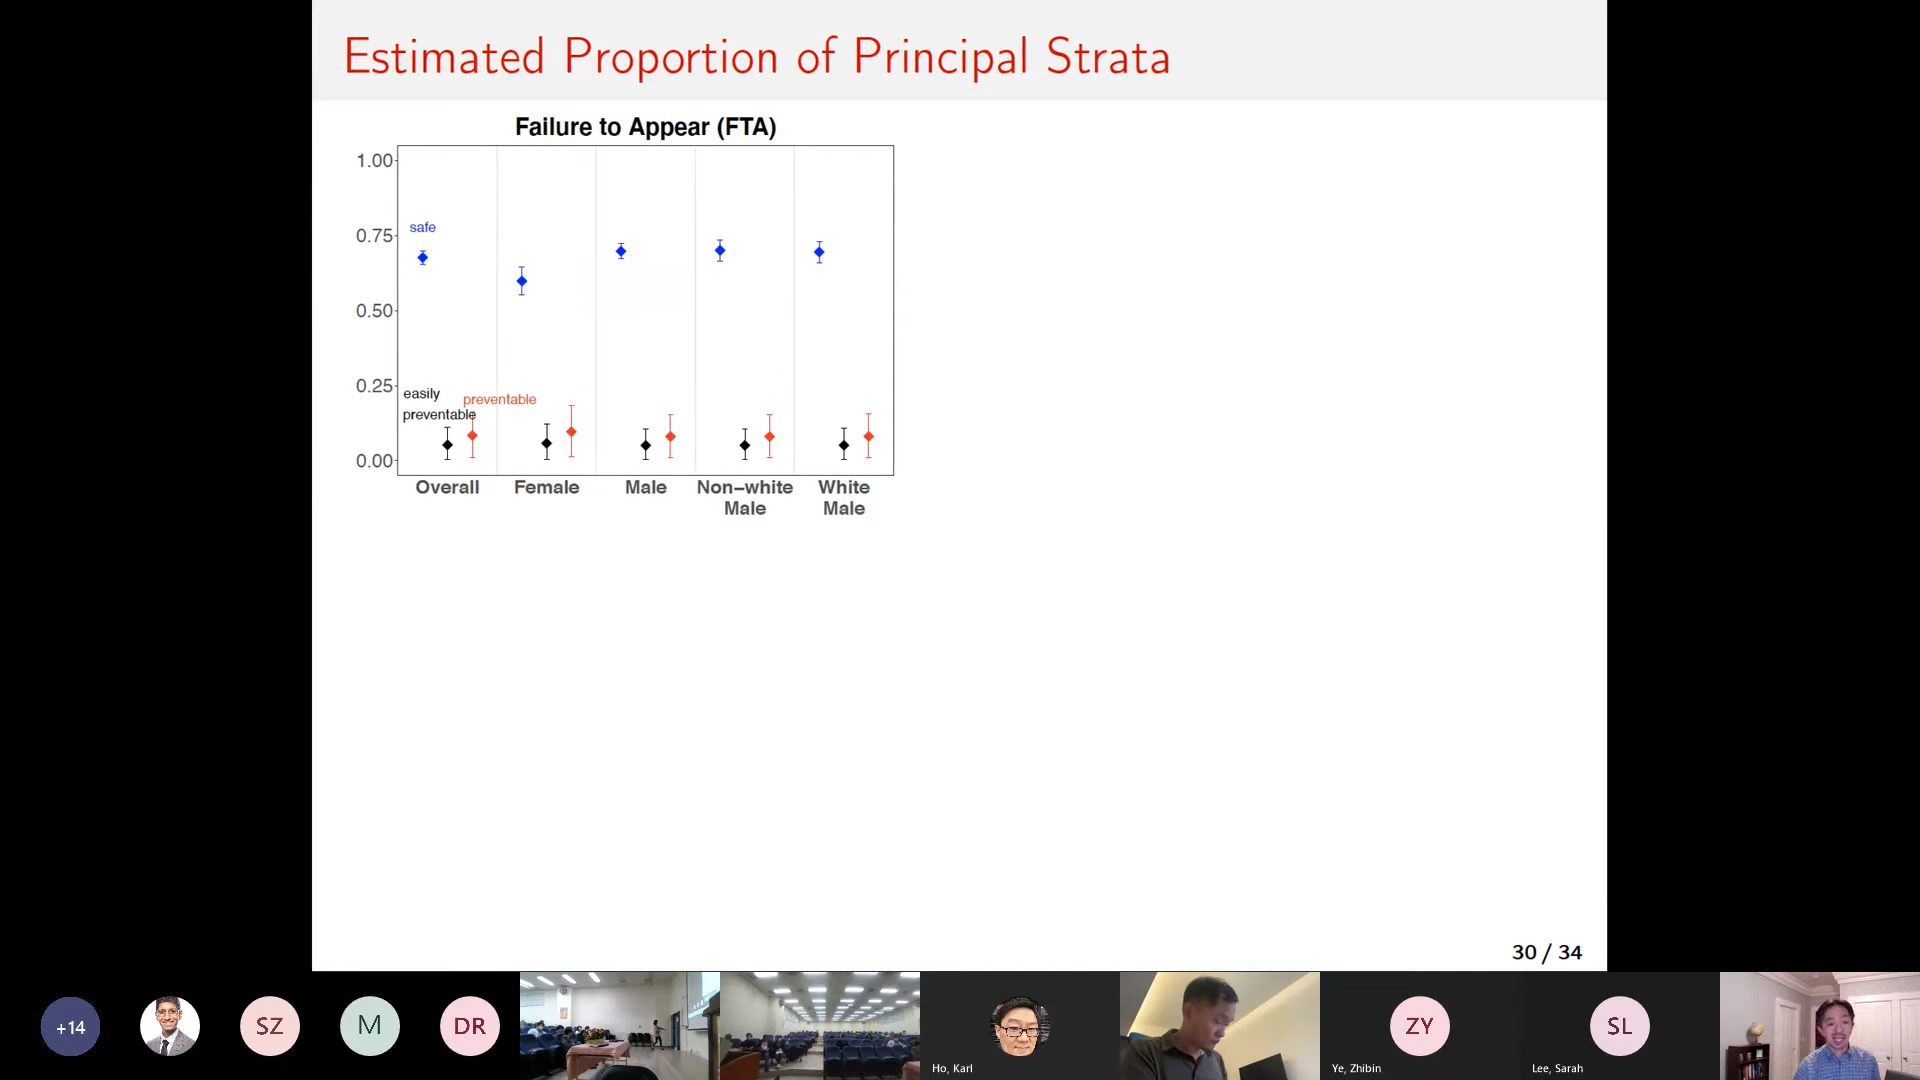 Estimated Proportion of Principal Strata
Failure to Appear (FTA)
1.00
0.75
0.50
0.25
0.00
safe
easily
preventable
preventable
Overall
Female
Male
Non−white
Male
White
Male
30 / 34
+14
SZ
M
DR
Ho, Karl
ZY
Ye, Zhibin
SL
Lee, Sarah